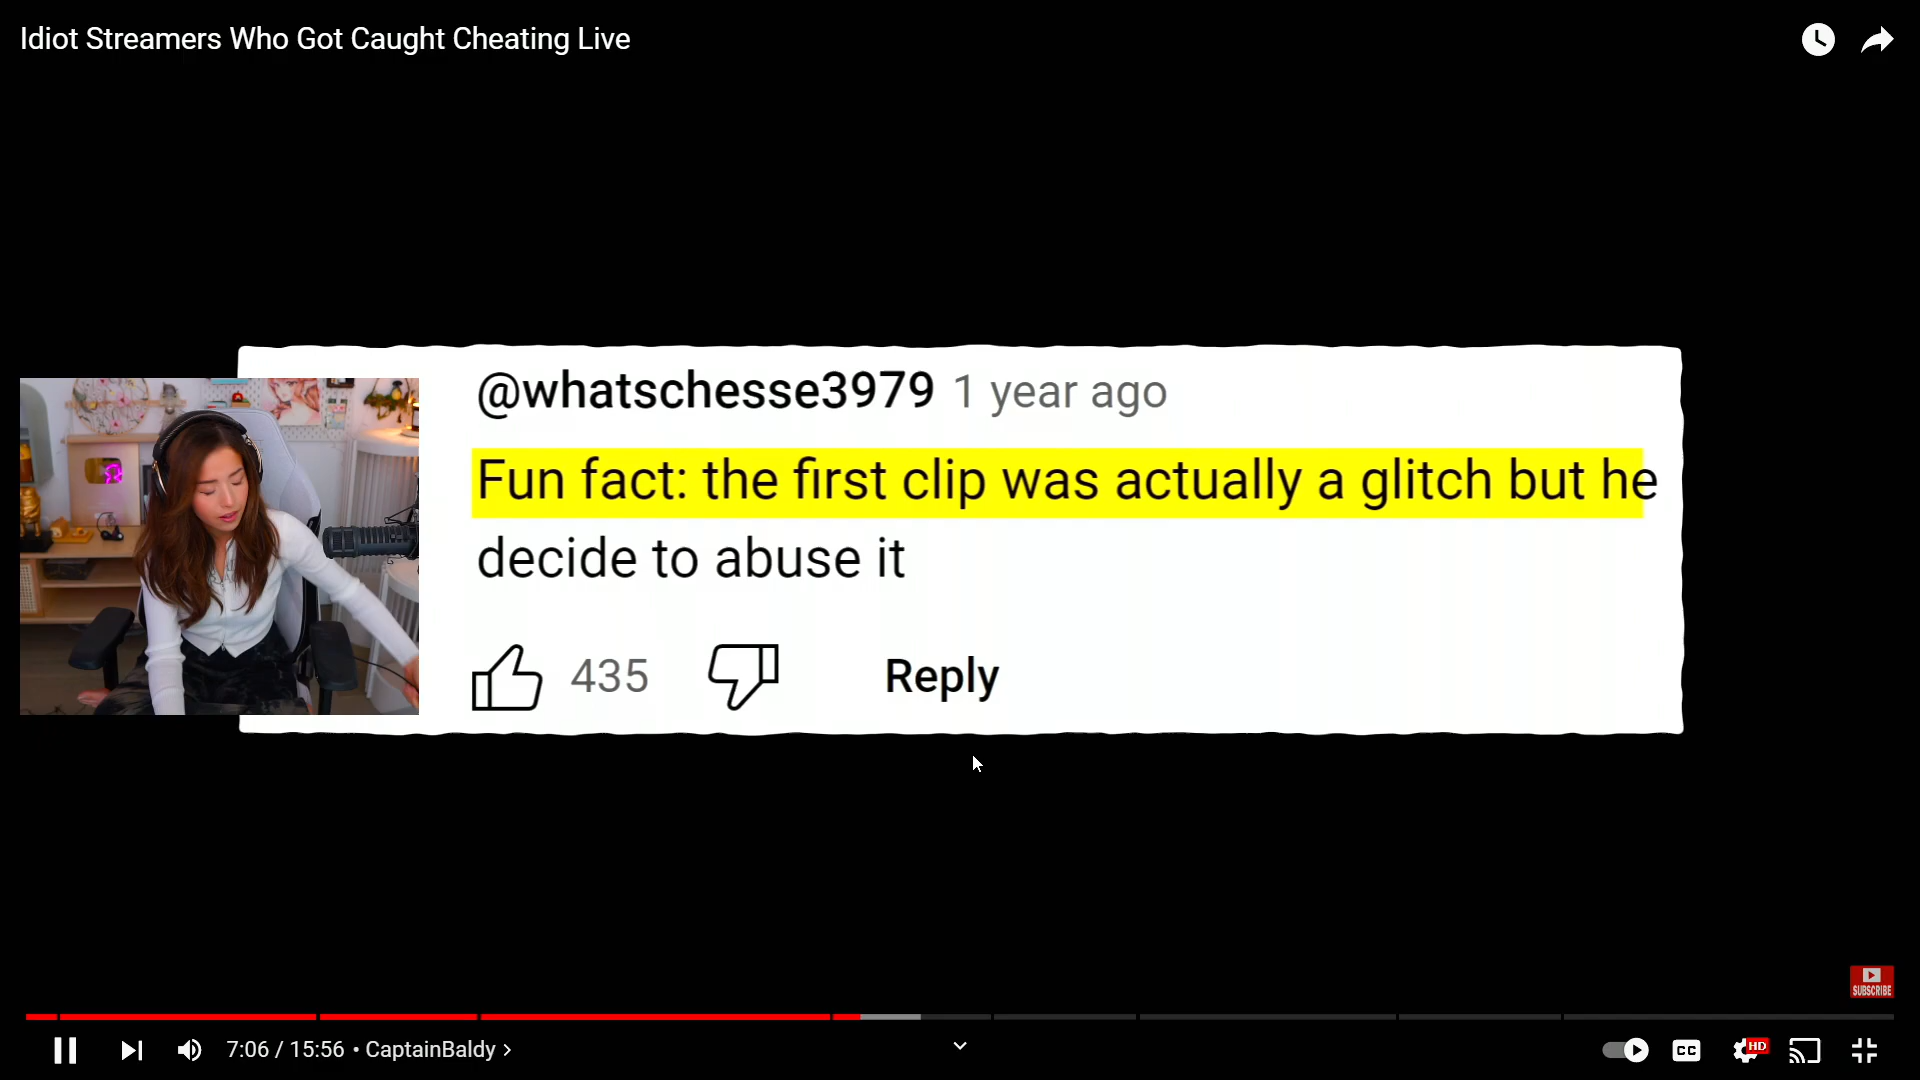 Idiot Streamers Who Got Caught Cheating Live
@whatschesse3979 1 year ago
Fun fact: the first clip was actually a glitch but he
decide to abuse it
435 Reply
SUBSCRIBE
7:06 / 15:56 • CaptainBaldy >
CC HD